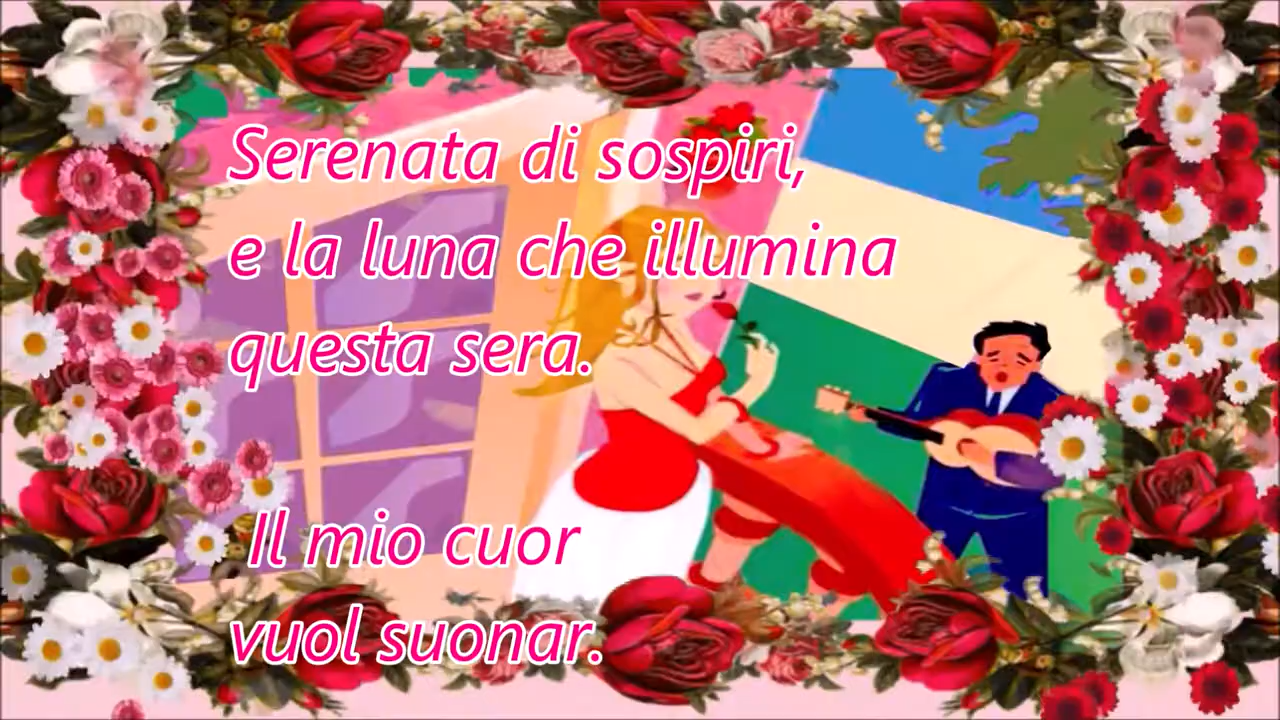 Serenata di sospiri,
e la luna che illumina
questa sera.
Il mio cuor
vuol suonar.